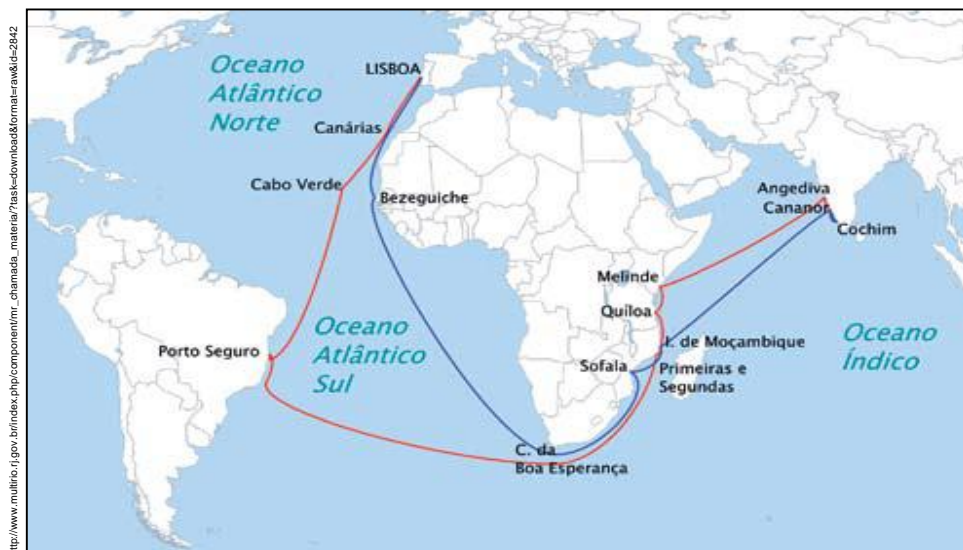 ttp://www.multirio.rj.gov.br/index.php/component/mr_chamada_materia/?task=download&format=raw&id=2842
Oceano
Atlântico
Norte
LISBOA
Canárias
Cabo Verde
Bezeguiche
Angediva
Cananor
Cochim
Melinde
Quíloa
Oceano
Atlântico
Sul
Porto Seguro
I. de Moçambique
Sofala
Primeiras e
Segundas
Oceano
Índico
C. da
Boa Esperança